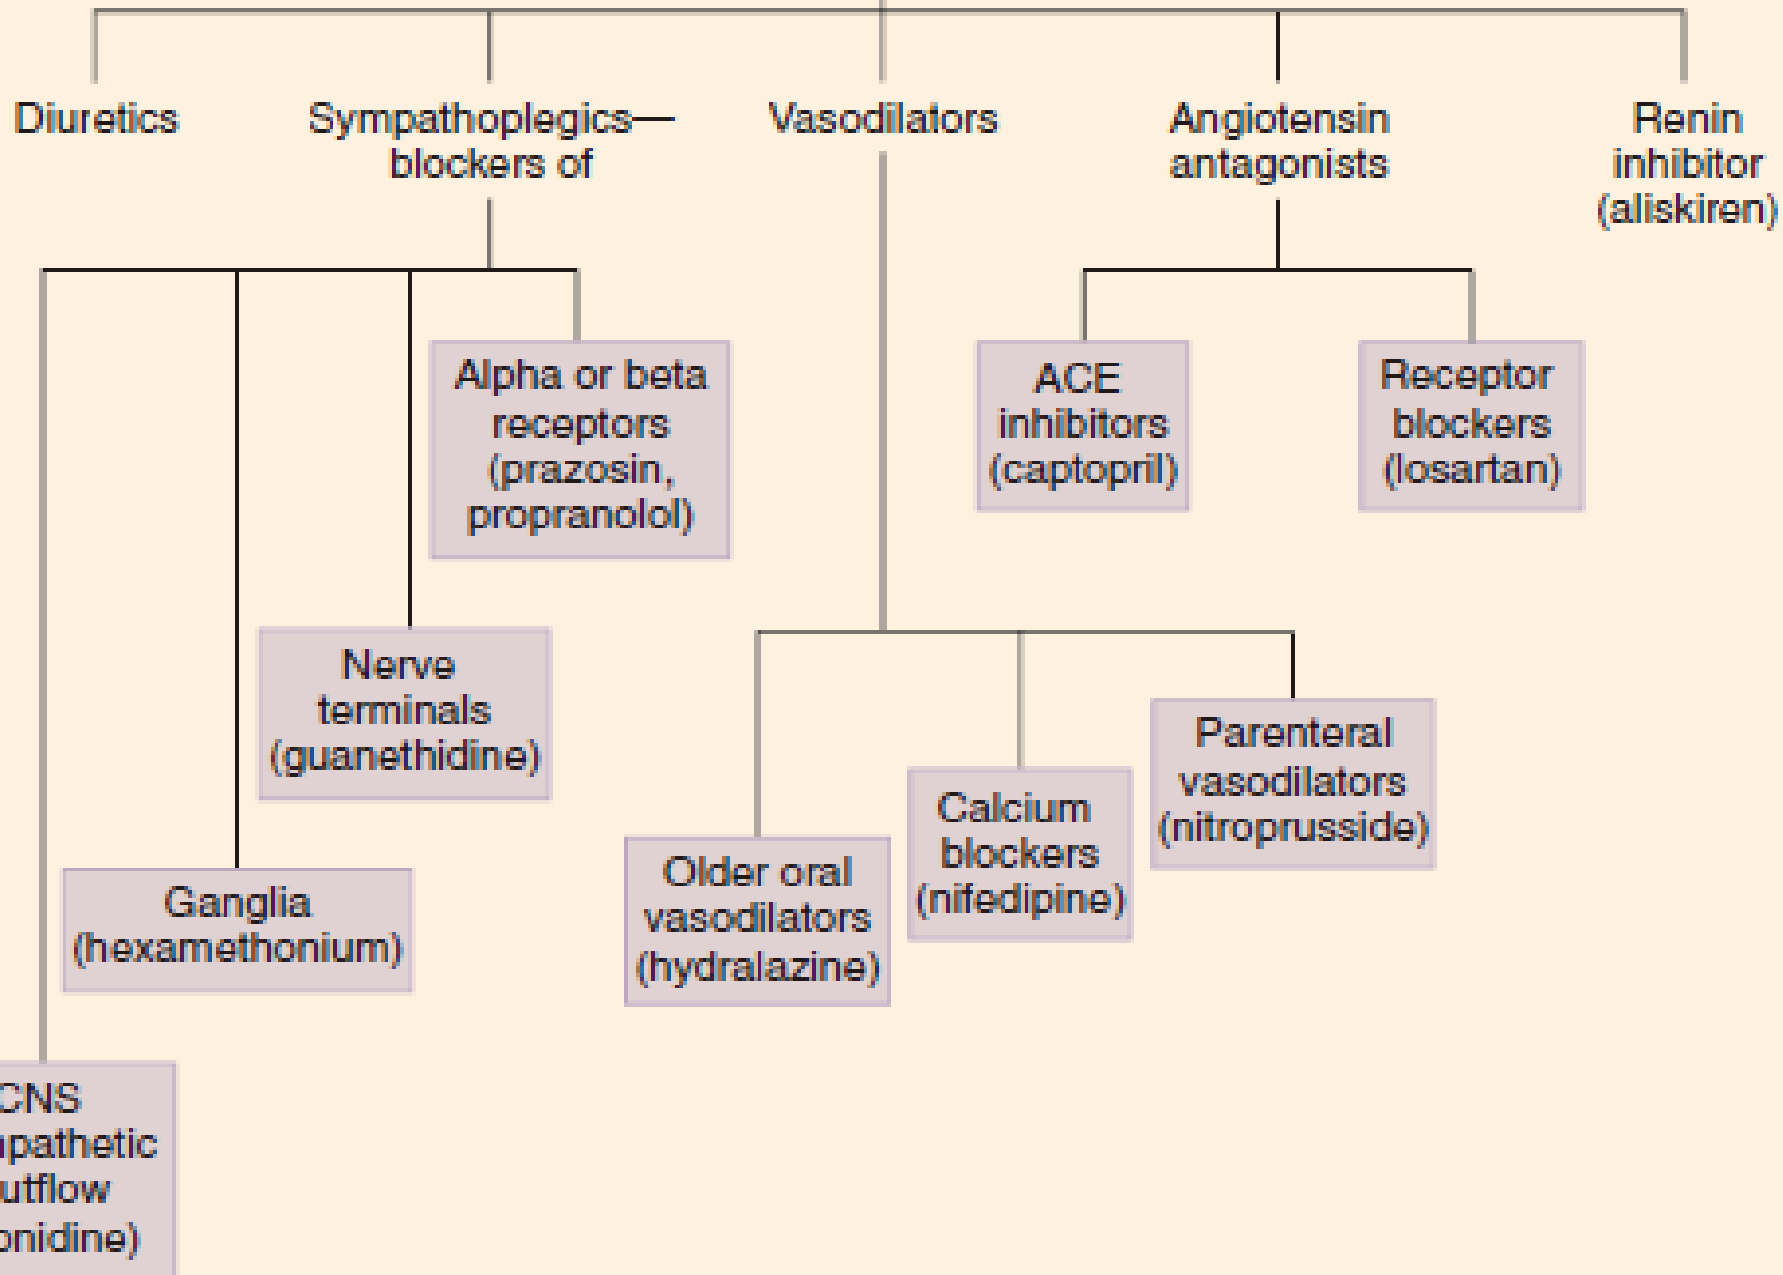 Diuretics
Sympathoplegics—
blockers of
Vasodilators
Angiotensin
antagonists
Renin
inhibitor
(aliskiren)
Alpha or beta
receptors
(prazosin,
propranolol)
ACE
inhibitors
(captopril)
Receptor
blockers
(losartan)
Nerve
terminals
(guanethidine)
Parenteral
vasodilators
(nitroprusside)
Calcium
blockers
(nifedipine)
Older oral
vasodilators
(hydralazine)
Ganglia
(hexamethonium)
CNS
pathetic
utflow
onidine)